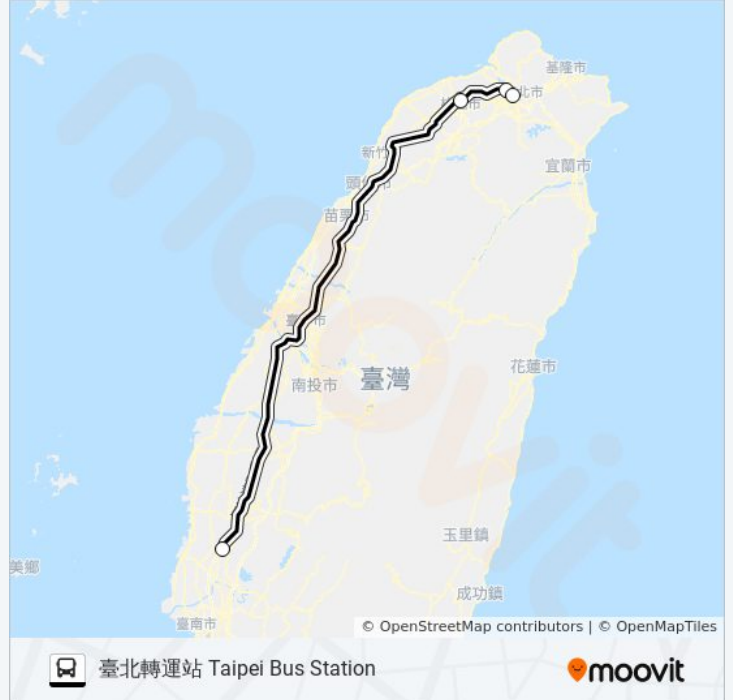 基隆市
北市
新竹
宜蘭市
苗栗市
南投市
臺灣
花蓮市
玉里鎮
美鄉
成功鎮
臺南市
© OpenStreetMap contributors | © OpenMapTiles
臺北轉運站 Taipei Bus Station
moovit
moovit